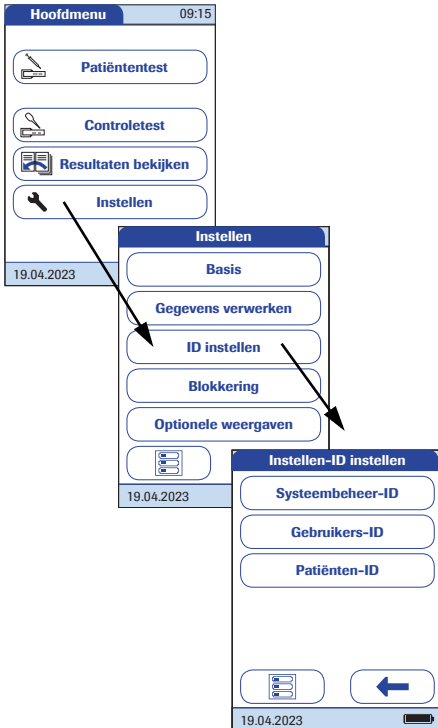 Hoofdmenu
09:15
Patiëntentest
Controletest
Resultaten bekijken
Instellen
19.04.2023
Instellen
Basis
Gegevens verwerken
ID instellen
Blokkering
Optionele weergaven
19.04.2023
Instellen-ID instellen
Systeembeheer-ID
Gebruikers-ID
Patiënten-ID
19.04.2023